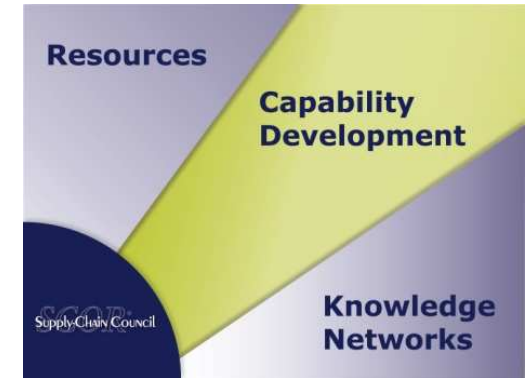 Resources
Capability
Development
SCOR
Supply-Chain Council
Knowledge
Networks